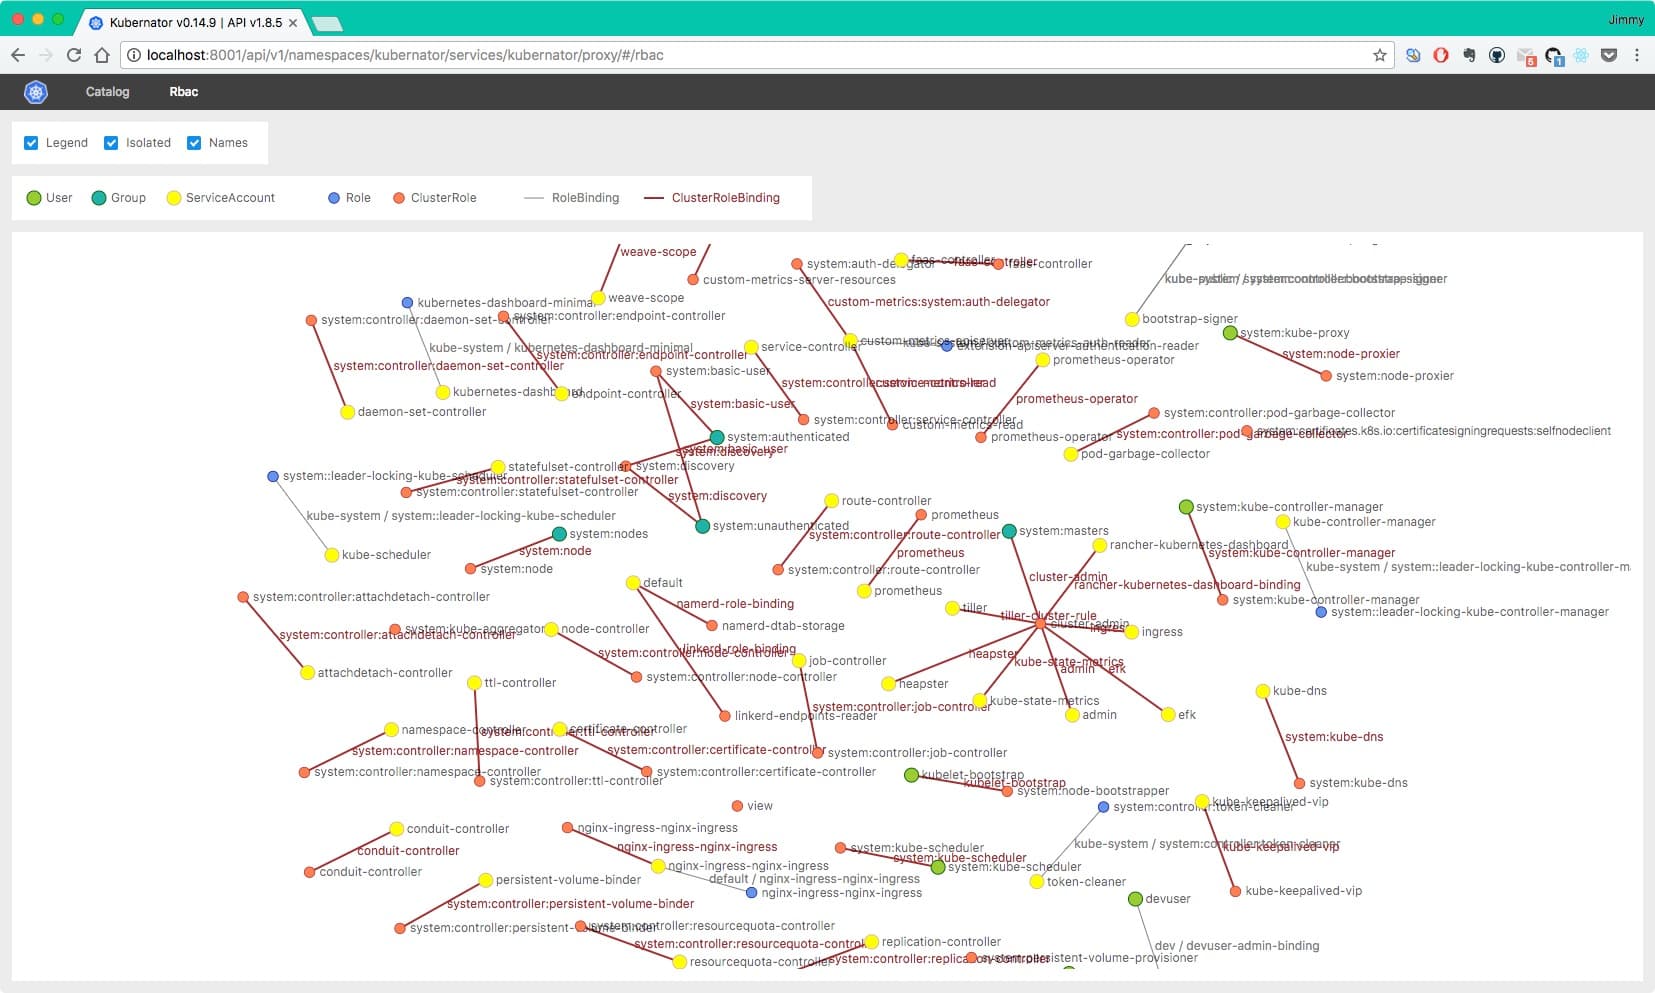 Kubernator v0.14.9 | API v1.8.5
Jimmy
localhost:8001/api/v1/namespaces/kubernator/services/kubernator/proxy/#/rbac
5
1
Catalog Rbac
Legend Isolated Names
User Group ServiceAccount Role ClusterRole RoleBinding ClusterRoleBinding
weave-scope
system:auth-delegator
faas-controller
faas-controller
faas-controller
custom-metrics-server-resources
weave-scope
custom-metrics:system:auth-delegator
kubernetes-dashboard-minimal
system:controller:endpoint-controller
system:controller:daemon-set-controller
bootstrap-signer
system:kube-proxy
custom-metrics-apiserver
extension-apiserver-authentication-reader
service-controller
kube-system / kubernetes-dashboard-minimal
system:controller:endpoint-controller
system:node-proxier
prometheus-operator
system:controller:daemon-set-controller
system:basic-user
system:node-proxier
custom-metrics-read
kubernetes-dashboard
endpoint-controller
prometheus-operator
system:basic-user
daemon-set-controller
system:controller:pod-garbage-collector
system:controller:service-controller
custom-metrics-read
system:certificates.k8s.io:certificatesigningrequests:selfnodeclient
system:controller:pod-garbage-collector
system:authenticated
prometheus-operator
system:basic-user
system:discovery
pod-garbage-collector
statefulset-controller
system:discovery
system::leader-locking-kube-scheduler
system:controller:statefulset-controller
system:controller:statefulset-controller
system:discovery
route-controller
system:kube-controller-manager
kube-system / system::leader-locking-kube-scheduler
prometheus
kube-controller-manager
system:unauthenticated
system:nodes
system:controller:route-controller
system:masters
rancher-kubernetes-dashboard
system:node
prometheus
system:kube-controller-manager
kube-scheduler
system:node
system:controller:route-controller
kube-system / system::leader-locking-kube-controller-m
cluster-admin
default
rancher-kubernetes-dashboard-binding
prometheus
system:controller:attachdetach-controller
namerd-role-binding
system:kube-controller-manager
tiller
system::leader-locking-kube-controller-manager
tiller-cluster-rule
namerd-dtab-storage
cluster-admin
ingress
ingress
system:kube-aggregator
node-controller
system:controller:attachdetach-controller
linkerd-role-binding
system:controller:node-controller
heapster
job-controller
kube-state-metrics
admin
efk
attachdetach-controller
system:controller:node-controller
ttl-controller
heapster
kube-dns
kube-state-metrics
system:controller:job-controller
linkerd-endpoints-reader
admin
efk
namespace-controller
system:controller:ttl-controller
certificate-controller
system:kube-dns
system:controller:namespace-controller
system:controller:certificate-controller
system:controller:job-controller
system:controller:namespace-controller
system:controller:certificate-controller
kubelet-bootstrap
system:controller:ttl-controller
kubelet-bootstrap
system:kube-dns
system:node-bootstrapper
view
kube-keepalived-vip
system:controller:token-cleaner
conduit-controller
nginx-ingress-nginx-ingress
kube-system / system:controller:token-cleaner
nginx-ingress-nginx-ingress
system:kube-scheduler
kube-keepalived-vip
conduit-controller
system:kube-scheduler
nginx-ingress-nginx-ingress
system:kube-scheduler
conduit-controller
persistent-volume-binder
default / nginx-ingress-nginx-ingress
token-cleaner
nginx-ingress-nginx-ingress
kube-keepalived-vip
devuser
system:controller:persistent-volume-binder
system:controller:resourcequota-controller
system:controller:persistent-volume-binder
system:controller:resourcequota-controller
replication-controller
dev / devuser-admin-binding
resourcequota-controller
system:controller:replication-controller
system:persistent-volume-provisioner